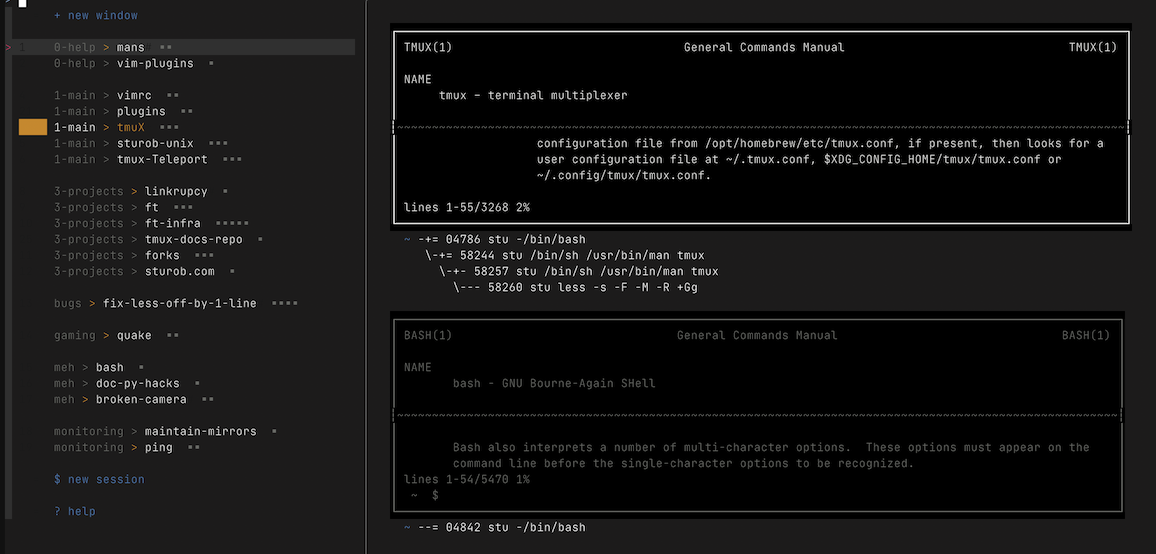 >
+ new window
> 1 0-help > mans
0-help > vim-plugins
1-main > vimrc
1-main > plugins
1-main > tmuX
1-main > sturob-unix
1-main > tmux-Teleport
3-projects > linkrupcy
3-projects > ft
3-projects > ft-infra
3-projects > tmux-docs-repo
3-projects > forks
3-projects > sturob.com
bugs > fix-less-off-by-1-line
gaming > quake
meh > bash
meh > doc-py-hacks
meh > broken-camera
monitoring > maintain-mirrors
monitoring > ping
$ new session
? help
TMUX(1) General Commands Manual TMUX(1)
NAME
tmux – terminal multiplexer
configuration file from /opt/homebrew/etc/tmux.conf, if present, then looks for a
user configuration file at ~/.tmux.conf, $XDG_CONFIG_HOME/tmux/tmux.conf or
~/.config/tmux/tmux.conf.
lines 1-55/3268 2%
~ -+= 04786 stu -/bin/bash
\-+= 58244 stu /bin/sh /usr/bin/man tmux
\-+- 58257 stu /bin/sh /usr/bin/man tmux
\--- 58260 stu less -s -F -M -R +Gg
BASH(1) General Commands Manual BASH(1)
NAME
bash - GNU Bourne-Again SHell
Bash also interprets a number of multi-character options. These options must appear on the
command line before the single-character options to be recognized.
lines 1-54/5470 1%
~ $
~ --= 04842 stu -/bin/bash